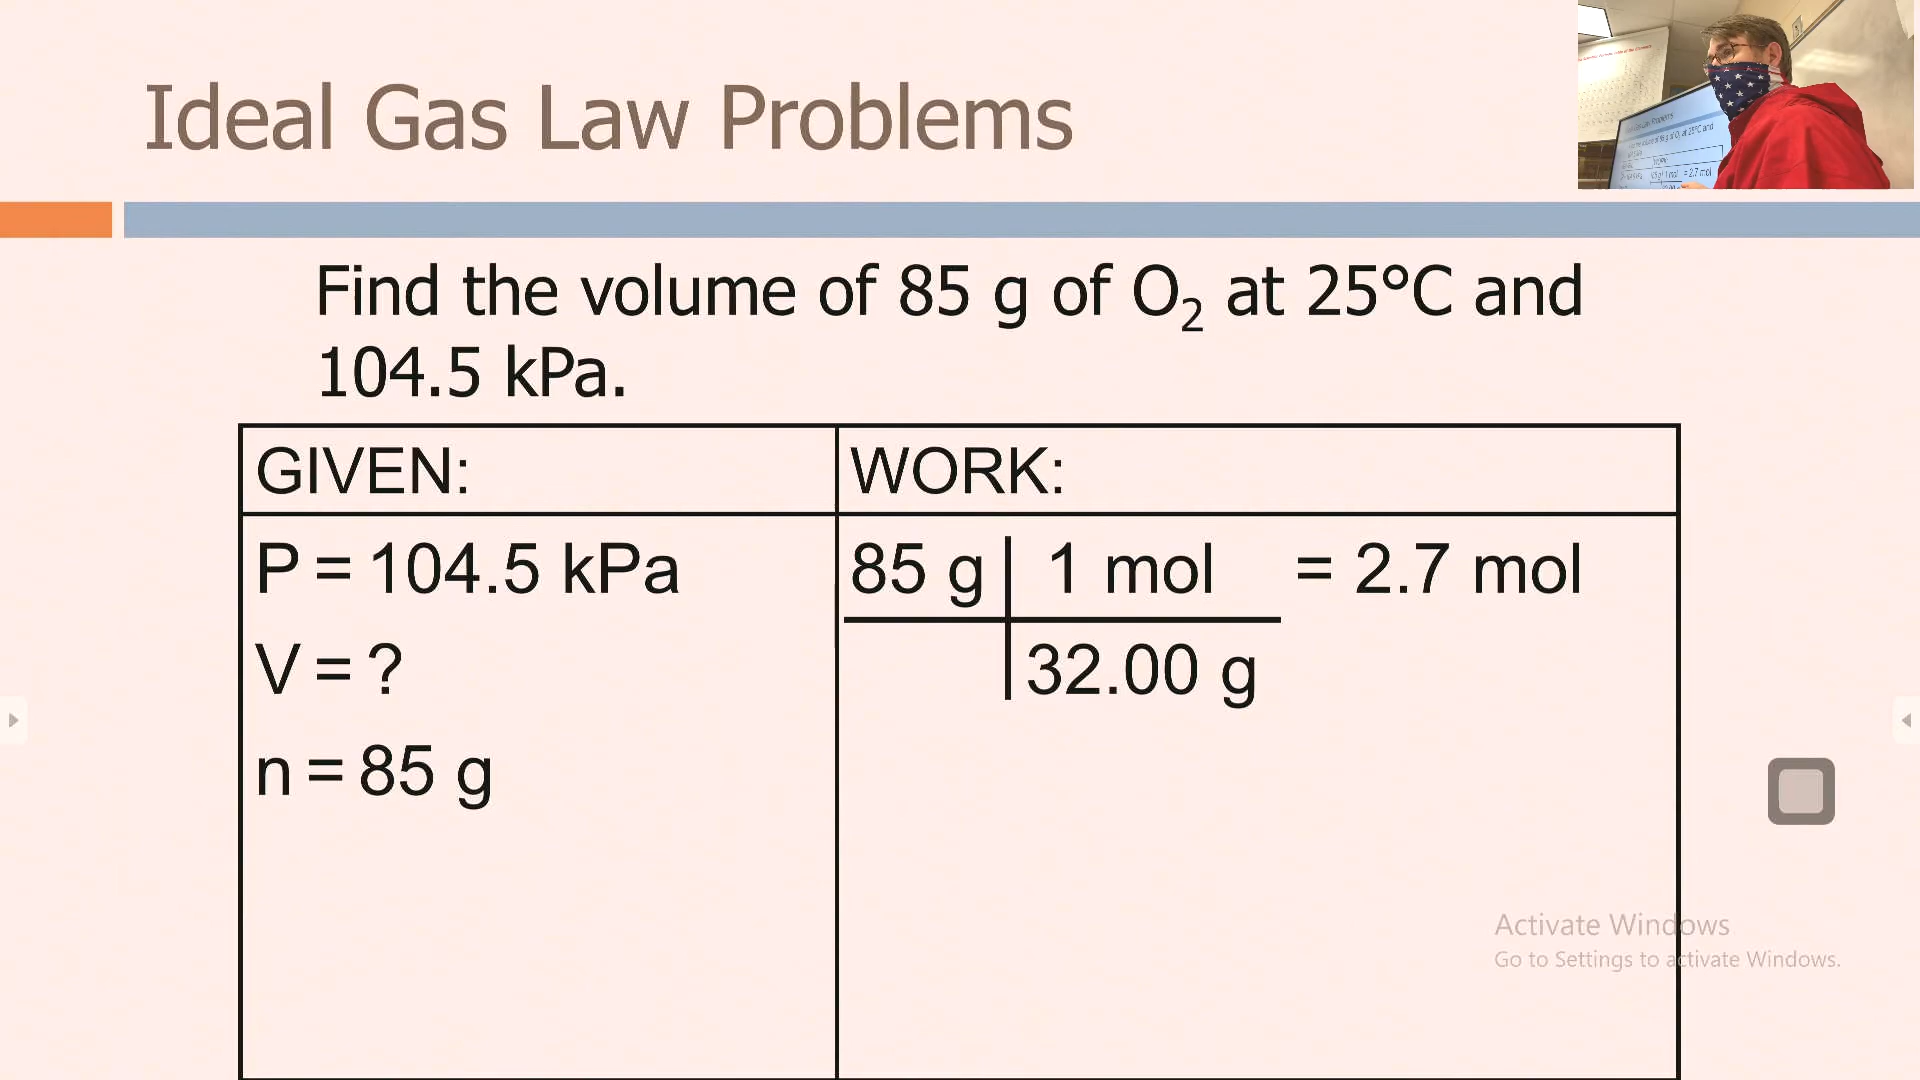 Ideal Gas Law Problems
Find the volume of 85 g of O₂ at 25°C and
104.5 kPa.
GIVEN:
WORK:
P = 104.5 kPa
V = ?
n = 85 g
85 g 1 mol = 2.7 mol
32.00 g
Activate Windows
Go to Settings to activate Windows.